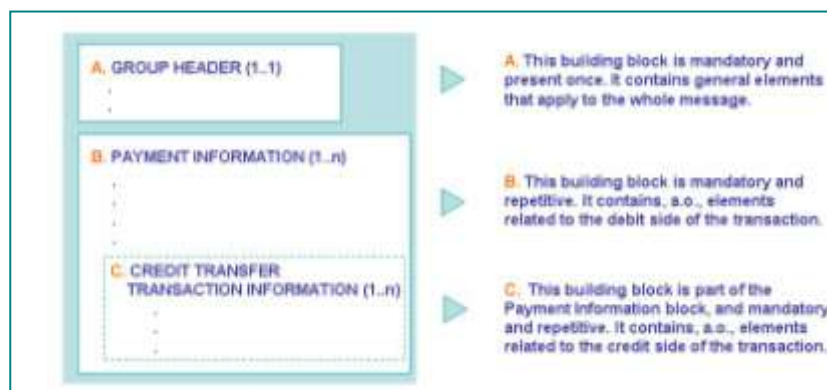 A. GROUP HEADER (1..1)
.
.
A. This building block is mandatory and
present once. It contains general elements
that apply to the whole message.
B. PAYMENT INFORMATION (1..n)
.
.
.
.
B. This building block is mandatory and
repetitive. It contains, a.o., elements
related to the debit side of the transaction.
C. CREDIT TRANSFER
TRANSACTION INFORMATION (1..n)
.
.
.
C. This building block is part of the
Payment Information block, and mandatory
and repetitive. It contains, a.o., elements
related to the credit side of the transaction.